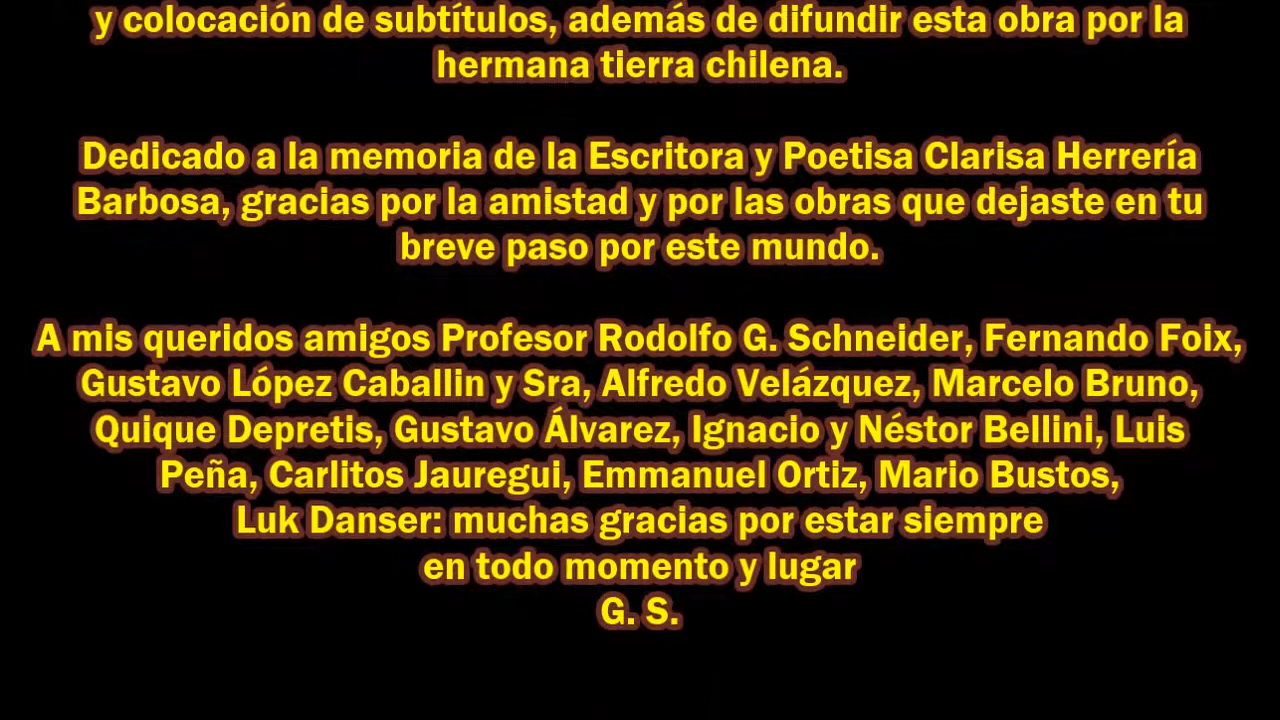 y colocación de subtítulos, además de difundir esta obra por la
hermana tierra chilena.
Dedicado a la memoria de la Escritora y Poetisa Clarisa Herrería
Barbosa, gracias por la amistad y por las obras que dejaste en tu
breve paso por este mundo.
A mis queridos amigos Profesor Rodolfo G. Schneider, Fernando Foix,
Gustavo López Caballin y Sra, Alfredo Velázquez, Marcelo Bruno,
Quique Depretis, Gustavo Álvarez, Ignacio y Néstor Bellini, Luis
Peña, Carlitos Jauregui, Emmanuel Ortiz, Mario Bustos,
Luk Danser: muchas gracias por estar siempre
en todo momento y lugar
G. S.